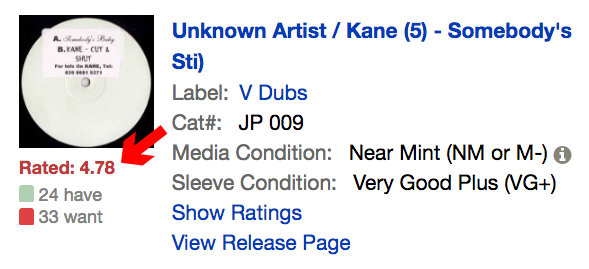 A. Somebody's Baby
B. KANE - CUT &
SHUT
For Info On KANE, Tel:
020 8681 5271
Unknown Artist / Kane (5) - Somebody's
Sti)
Label: V Dubs
Cat#: JP 009
Media Condition: Near Mint (NM or M-) i
Sleeve Condition: Very Good Plus (VG+)
Show Ratings
View Release Page
Rated: 4.78
24 have
33 want